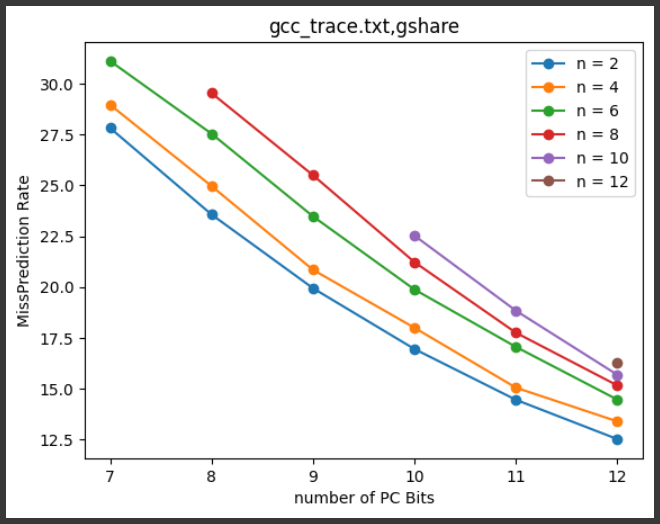 gcc_trace.txt,gshare
MissPrediction Rate
30.0
27.5
25.0
22.5
20.0
17.5
15.0
12.5
n = 2
n = 4
n = 6
n = 8
n = 10
n = 12
7 8 9 10 11 12
number of PC Bits